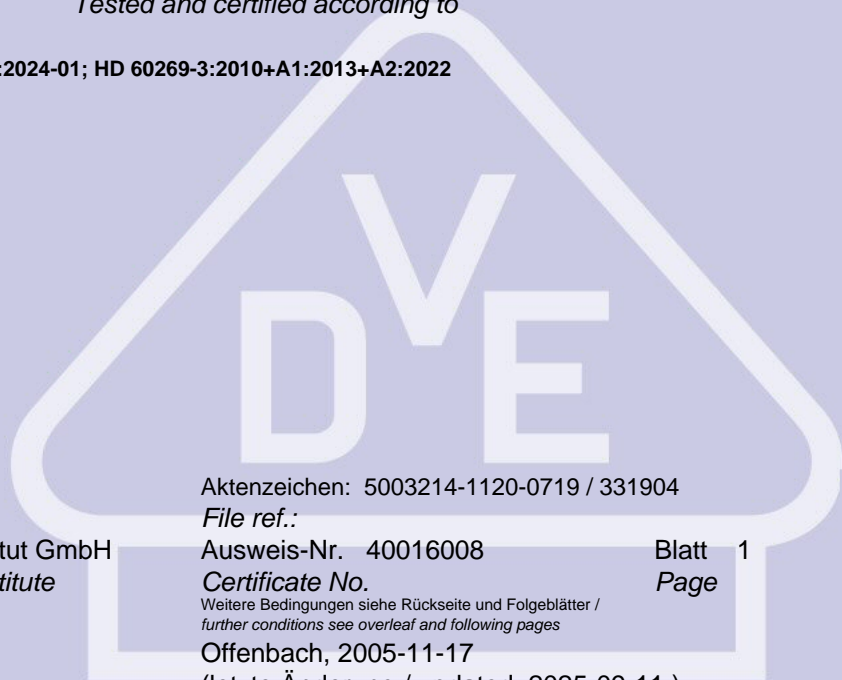 Tested and certified according to
:2024-01; HD 60269-3:2010+A1:2013+A2:2022
DVE
Aktenzeichen: 5003214-1120-0719 / 331904
File ref.:
tut GmbH Ausweis-Nr. 40016008 Blatt 1
titute Certificate No. Page
Weitere Bedingungen siehe Rückseite und Folgeblätter /
further conditions see overleaf and following pages
Offenbach, 2005-11-17